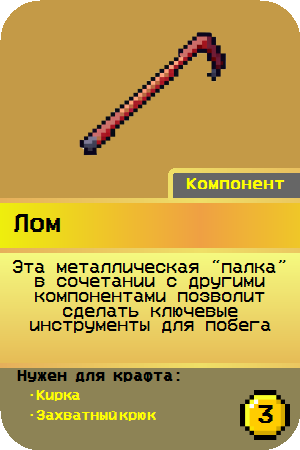 Компонент
Лом
Эта металлическая “палка”
в сочетании с другими
компонентами позволит
сделать ключевые
инструменты для побега
Нужен для крафта:
·Кирка
·Захватный крюк
3